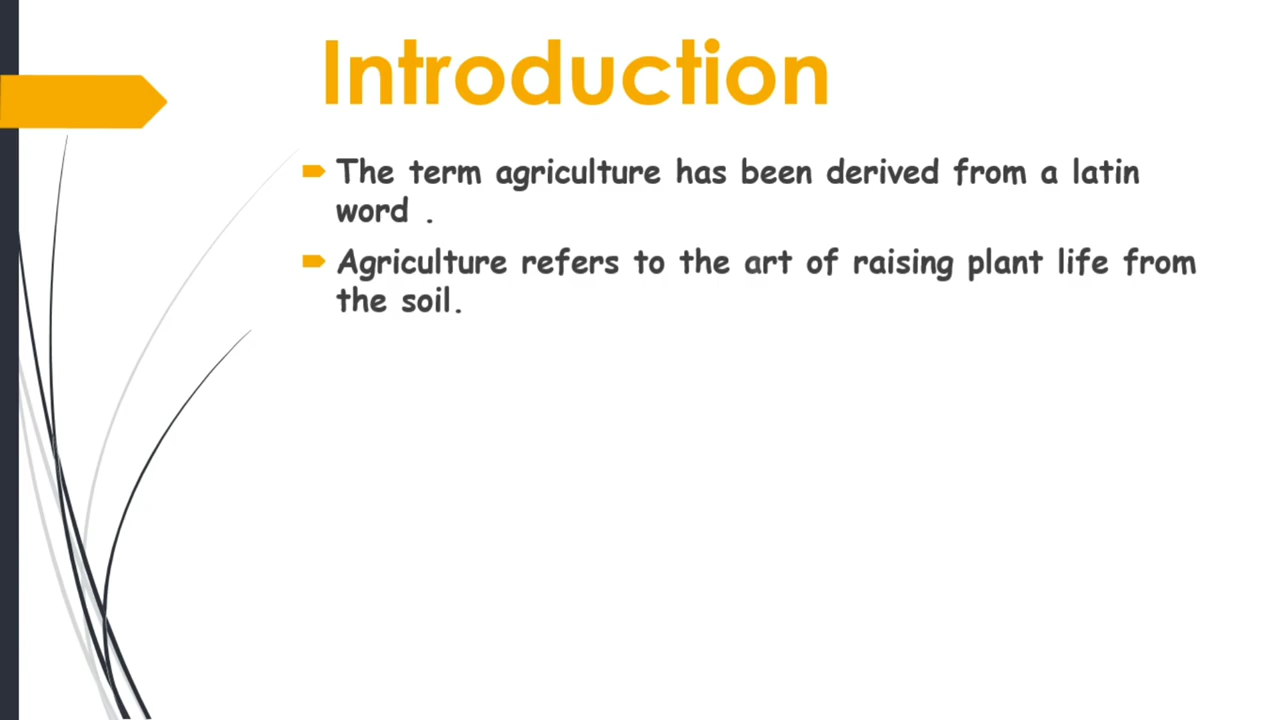 Introduction
The term agriculture has been derived from a latin
word .
Agriculture refers to the art of raising plant life from
the soil.